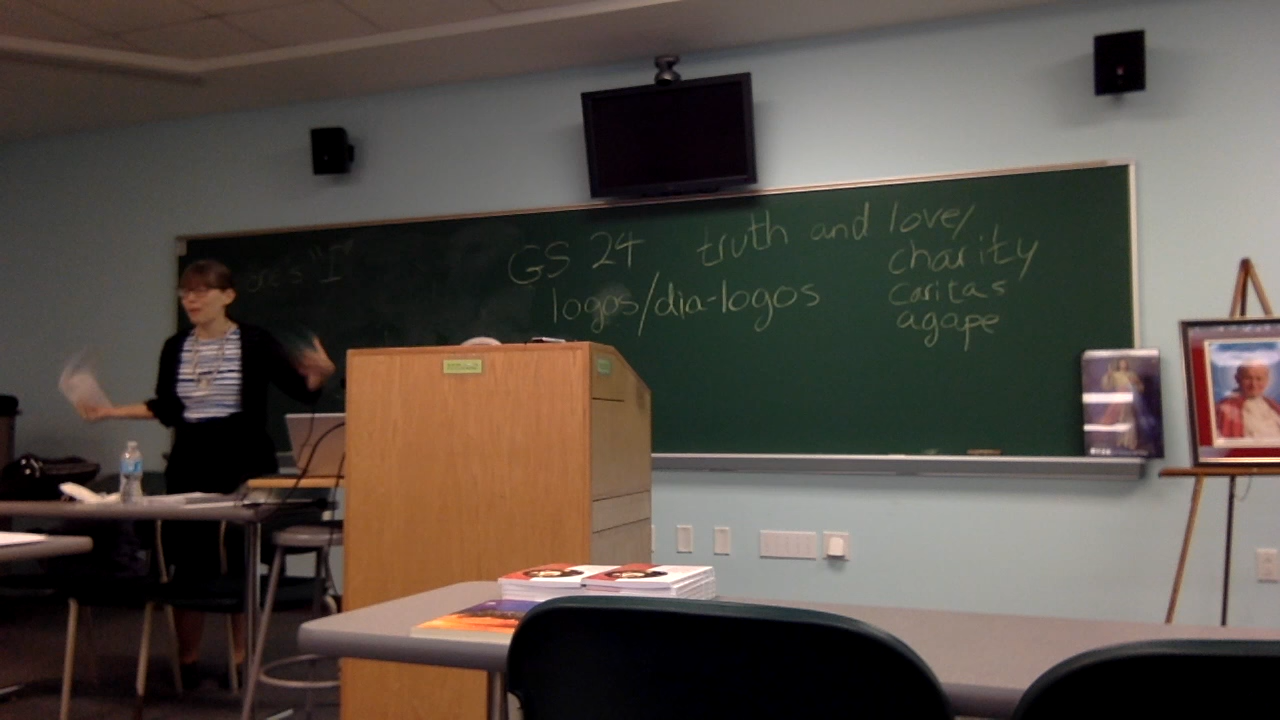 "I"
GS 24 truth and love/
charity
logos/dia-logos caritas
agape